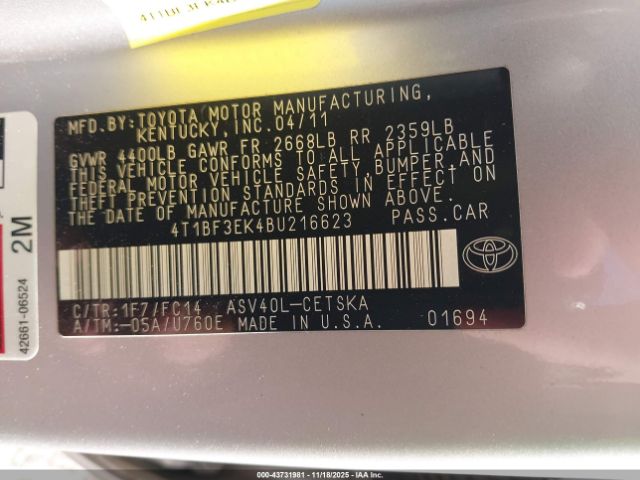 MFD.BY:TOYOTA MOTOR MANUFACTURING,
KENTUCKY,INC.04/11
GVWR 4400LB GAWR FR 2668LB RR 2359LB
THIS VEHICLE CONFORMS TO ALL APPLICABLE
FEDERAL MOTOR VEHICLE SAFETY,BUMPER AND
THEFT PREVENTION STANDARDS IN EFFECT ON
THE DATE OF MANUFACTURE SHOWN ABOVE.
4T1BF3EK4BU216623 PASS.CAR
C/TR:1F7/FC14 ASV40L-CETSKA
A/TM:-05A/U760E MADE IN U.S.A. 01694
2M
42661-06524
000-43731981 | 11/18/2025 - IAAI, Inc.